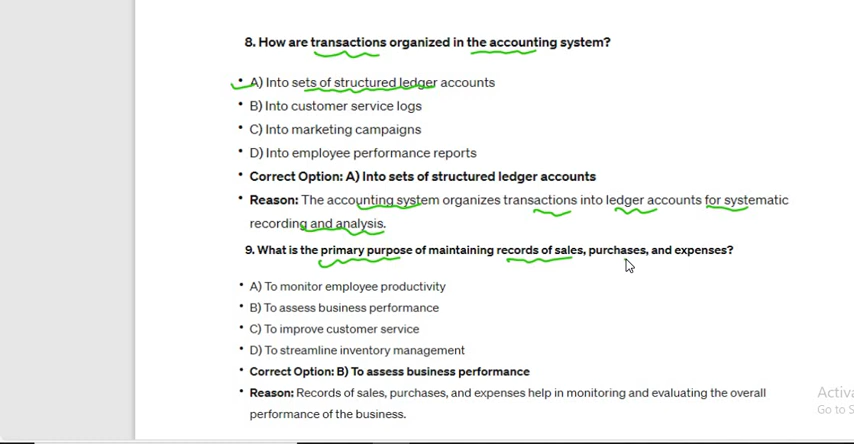 8. How are transactions organized in the accounting system?
• A) Into sets of structured ledger accounts
• B) Into customer service logs
• C) Into marketing campaigns
• D) Into employee performance reports
• Correct Option: A) Into sets of structured ledger accounts
• Reason: The accounting system organizes transactions into ledger accounts for systematic
recording and analysis.
9. What is the primary purpose of maintaining records of sales, purchases, and expenses?
• A) To monitor employee productivity
• B) To assess business performance
• C) To improve customer service
• D) To streamline inventory management
• Correct Option: B) To assess business performance
• Reason: Records of sales, purchases, and expenses help in monitoring and evaluating the overall
performance of the business.
Activa
Go to S